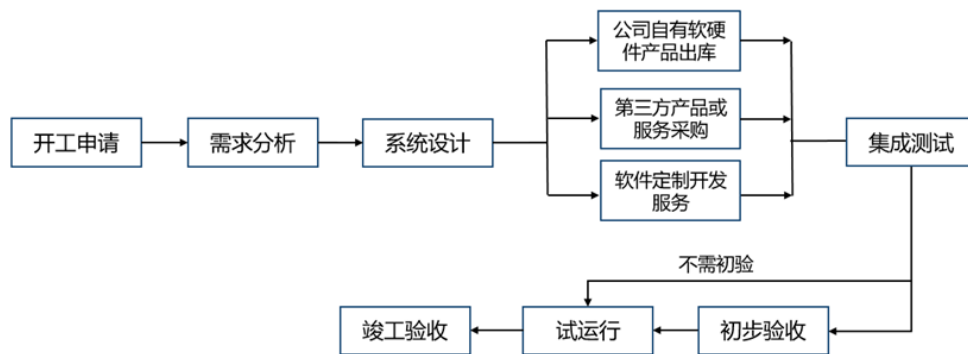 开工申请
需求分析
系统设计
公司自有软硬
件产品出库
第三方产品或
服务采购
软件定制开发
服务
集成测试
不需初验
初步验收
试运行
竣工验收